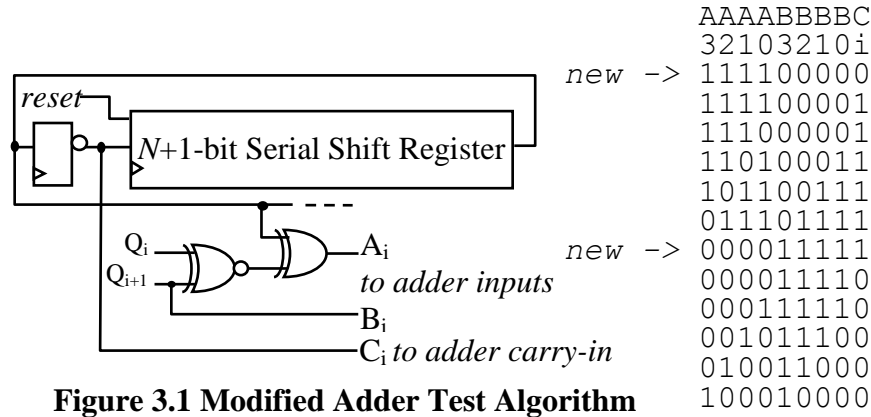 AAAABBBBC
32103210i
new -> 111100000
111100001
reset
111000001
N+1-bit Serial Shift Register
110100011
101100111
011101111
Qi
Ai
new -> 000011111
Qi+1
to adder inputs
000011110
000111110
Bi
001011100
Ci to adder carry-in
010011000
Figure 3.1 Modified Adder Test Algorithm
100010000